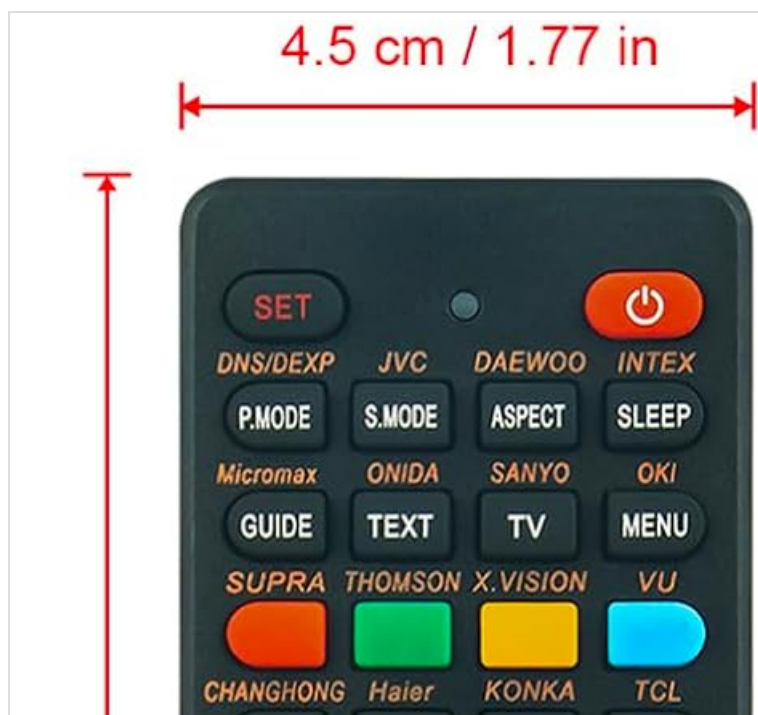 4.5 cm / 1.77 in
SET
DNS/DEXP JVC DAEWOO INTEX
P.MODE S.MODE ASPECT SLEEP
Micromax ONIDA SANYO OKI
GUIDE TEXT TV MENU
SUPRA THOMSON X.VISION VU
CHANGHONG Haier KONKA TCL